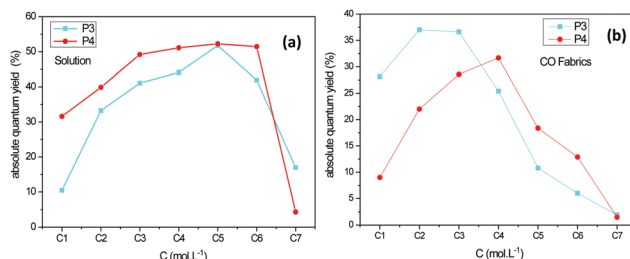 P3
P4
(a)
Solution
absolute quantum yield (%)
60
50
40
30
20
10
0
C1 C2 C3 C4 C5 C6 C7
C (mol.L-1)
P3
P4
(b)
CO Fabrics
absolute quantum yield (%)
40
35
30
25
20
15
10
5
0
C1 C2 C3 C4 C5 C6 C7
C (mol.L-1)